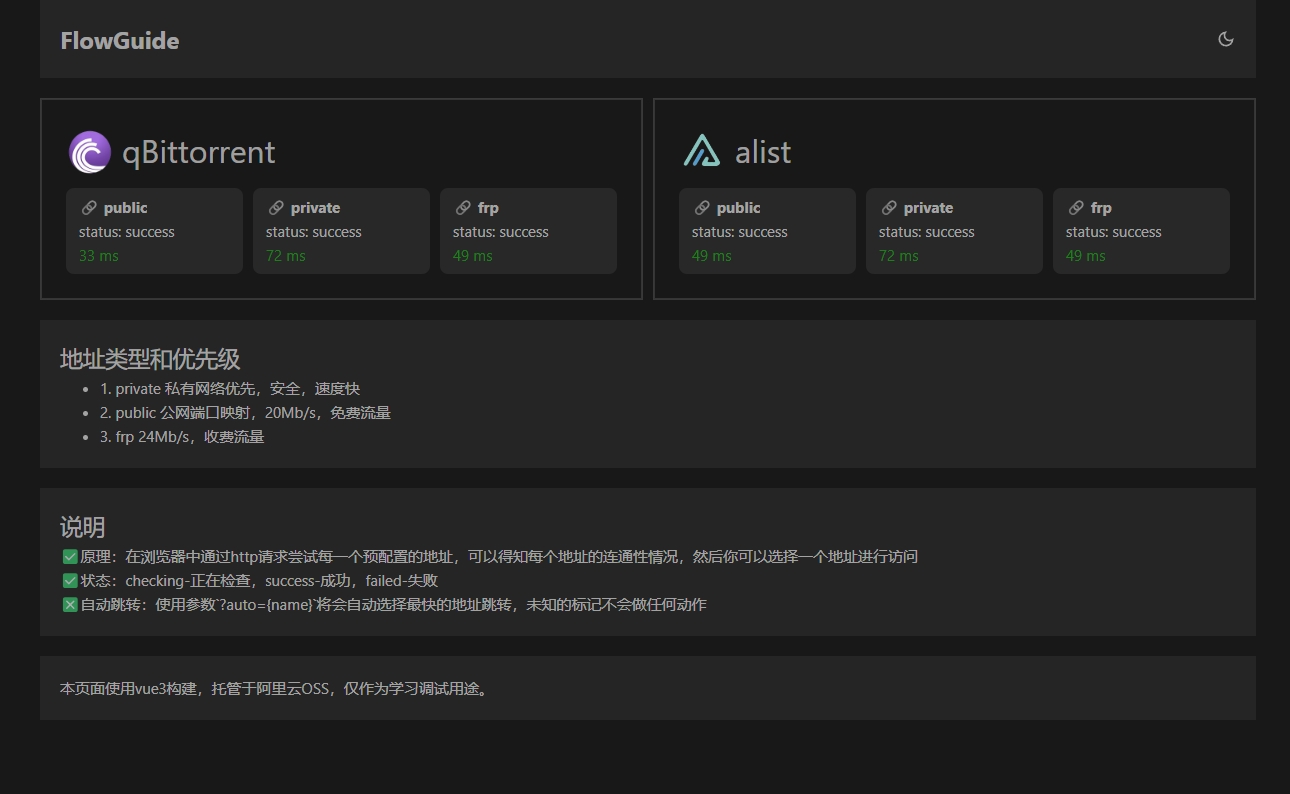 FlowGuide
qBittorrent
public
status: success
33 ms
private
status: success
72 ms
frp
status: success
49 ms
alist
public
status: success
49 ms
private
status: success
72 ms
frp
status: success
49 ms
地址类型和优先级
• 1. private 私有网络优先，安全，速度快
• 2. public 公网端口映射，20Mb/s，免费流量
• 3. frp 24Mb/s，收费流量
说明
✅原理：在浏览器中通过http请求尝试每一个预配置的地址，可以得知每个地址的连通性情况，然后你可以选择一个地址进行访问
✅状态：checking-正在检查，success-成功，failed-失败
❎自动跳转：使用参数`?auto={name}`将会自动选择最快的地址跳转，未知的标记不会做任何动作
本页面使用vue3构建，托管于阿里云OSS，仅作为学习调试用途。